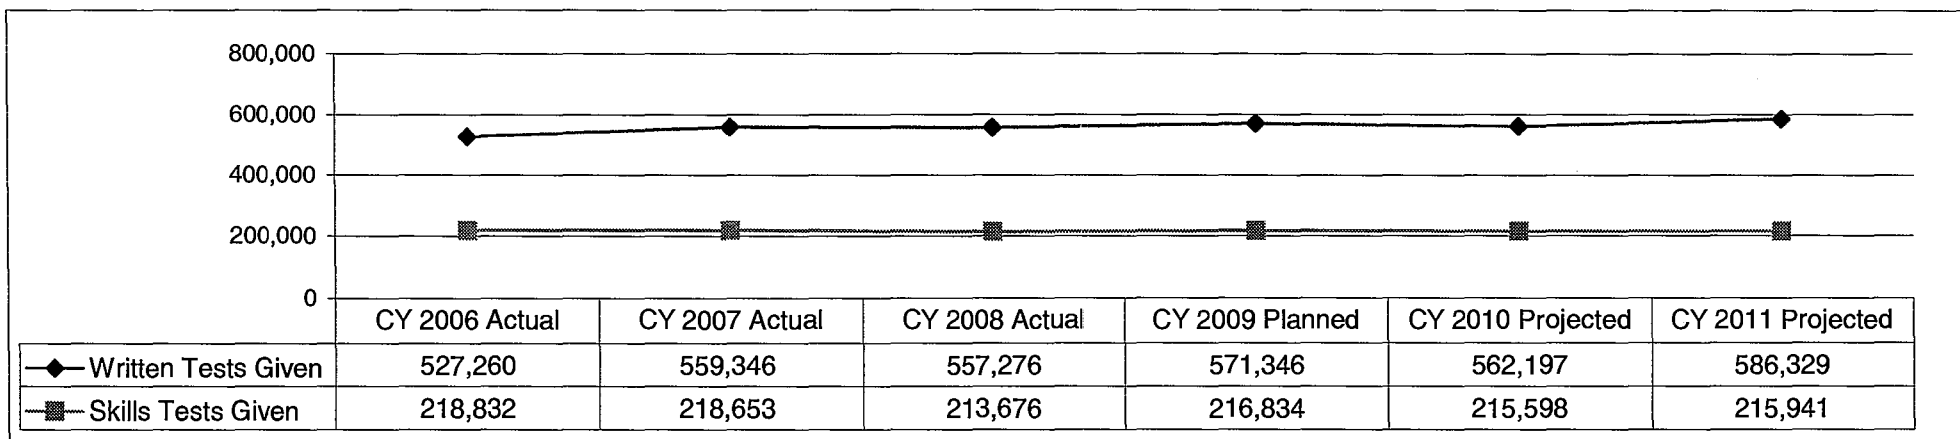 800,000
600,000
400,000
200,000
0
CY 2006 Actual CY 2007 Actual CY 2008 Actual CY 2009 Planned CY 2010 Projected CY 2011 Projected
Written Tests Given 527,260 559,346 557,276 571,346 562,197 586,329
Skills Tests Given 218,832 218,653 213,676 216,834 215,598 215,941